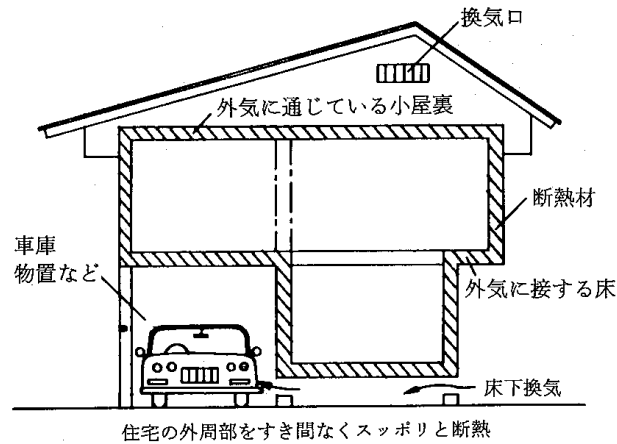 換気口
外気に通じている小屋裏
断熱材
車庫
物置など
外気に接する床
床下換気
住宅の外周部をすき間なくスッポリと断熱